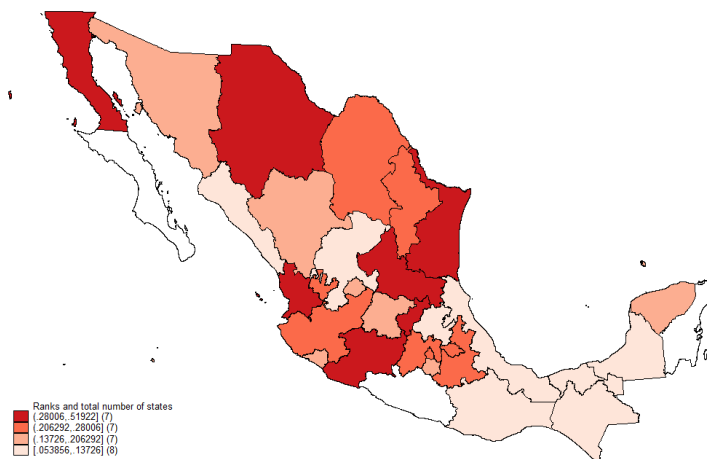 Ranks and total number of states
(.28006,.51922] (7)
(.206292,.28006] (7)
(.13726,.206292] (7)
[.053856,.13726] (8)